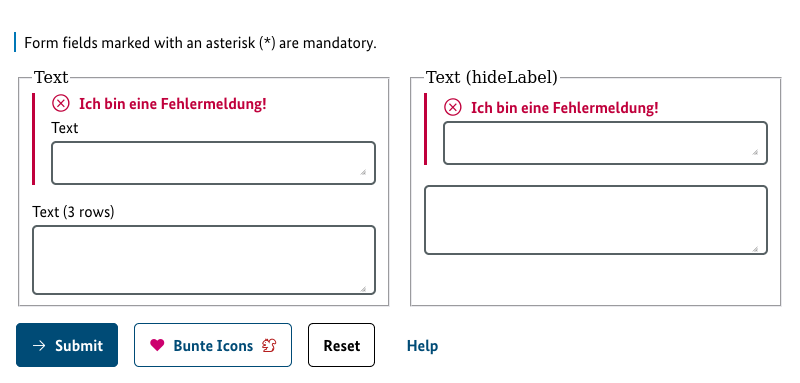 Form fields marked with an asterisk (*) are mandatory.
Text
Ich bin eine Fehlermeldung!
Text
Text (3 rows)
Text (hideLabel)
Ich bin eine Fehlermeldung!
Submit
Bunte Icons
Reset
Help